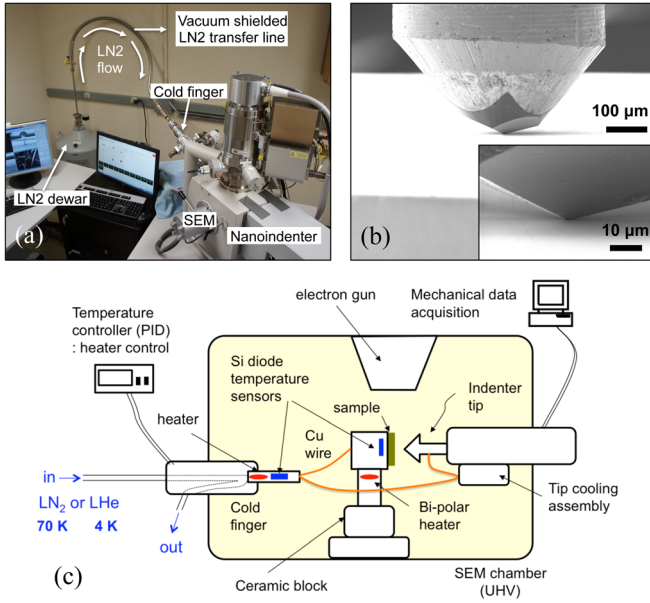 Vacuum shielded
LN2 transfer line
LN2
flow
Cold finger
LN2 dewar
SEM
Nanoindenter
(a)
100 µm
10 µm
(b)
electron gun
Mechanical data
acquisition
Temperature
controller (PID)
: heater control
Si diode
temperature
sensors
Indenter
tip
sample
heater
Cu
wire
in
LN2 or LHe
70 K 4 K
out
Cold
finger
Bi-polar
heater
Tip cooling
assembly
Ceramic block
SEM chamber
(UHV)
(c)